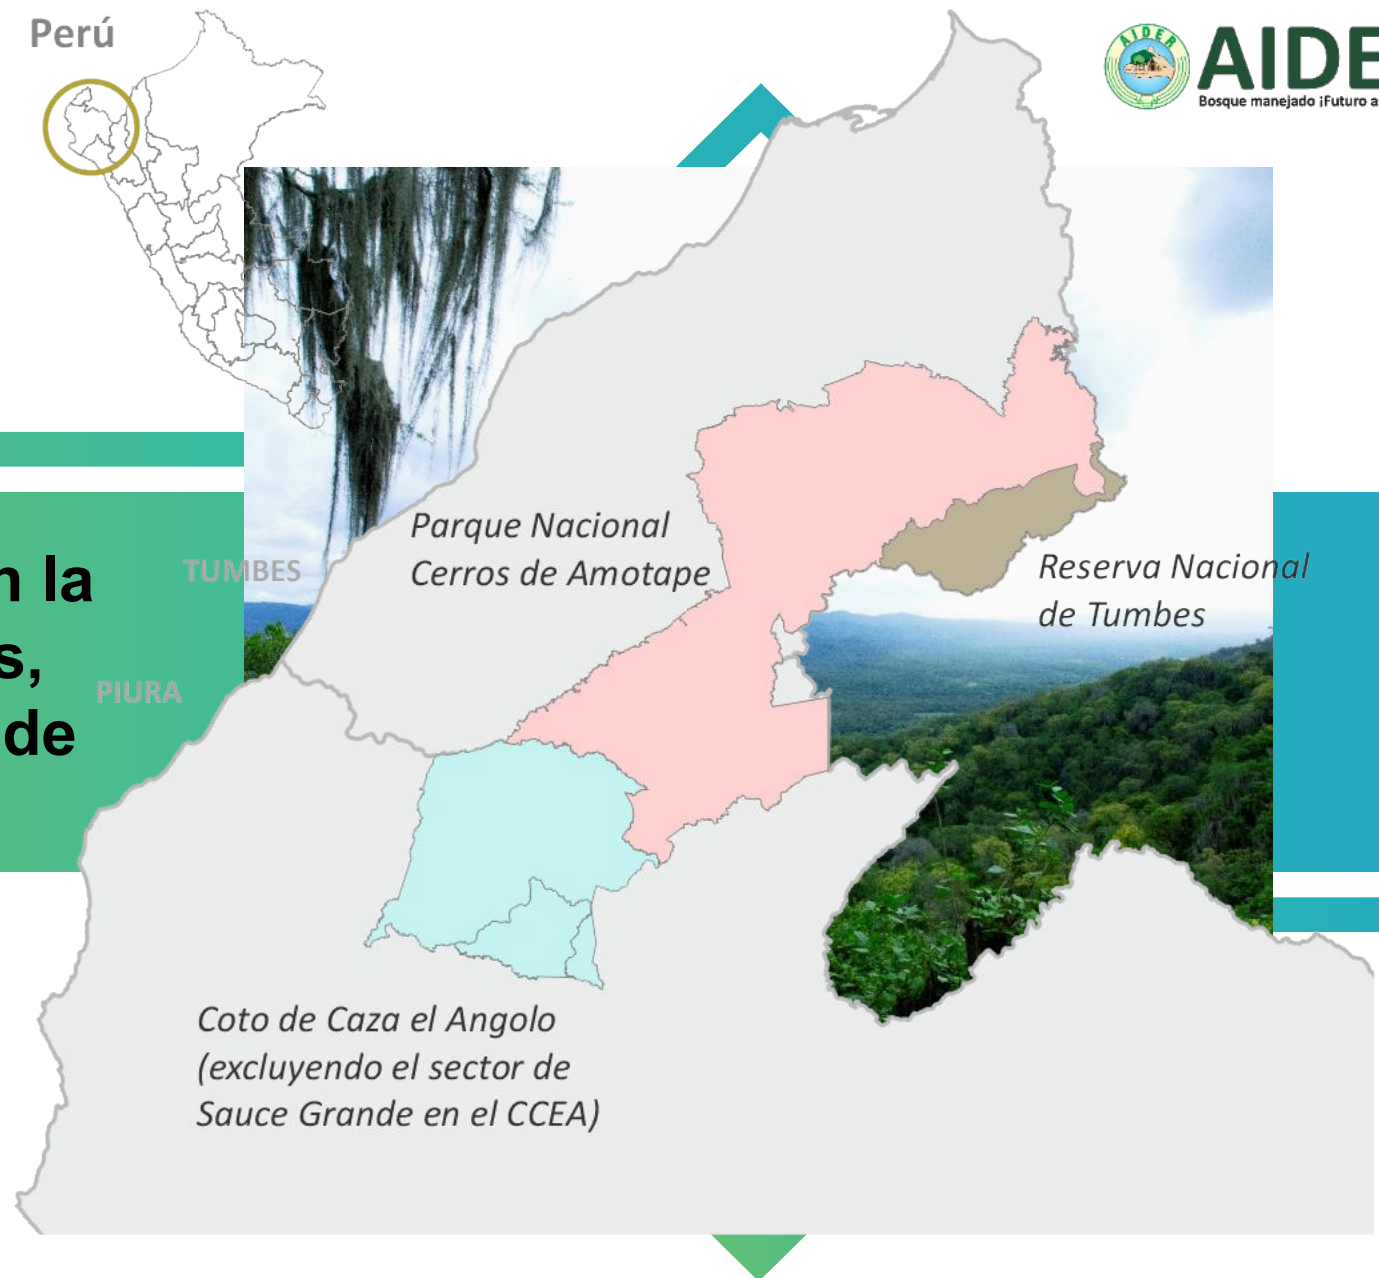 Perú
AIDER
AIDE
Bosque manejado ¡Futuro a
Parque Nacional
Cerros de Amotape
Reserva Nacional
de Tumbes
TUMBES
PIURA
n la
s,
de
Coto de Caza el Angolo
(excluyendo el sector de
Sauce Grande en el CCEA)